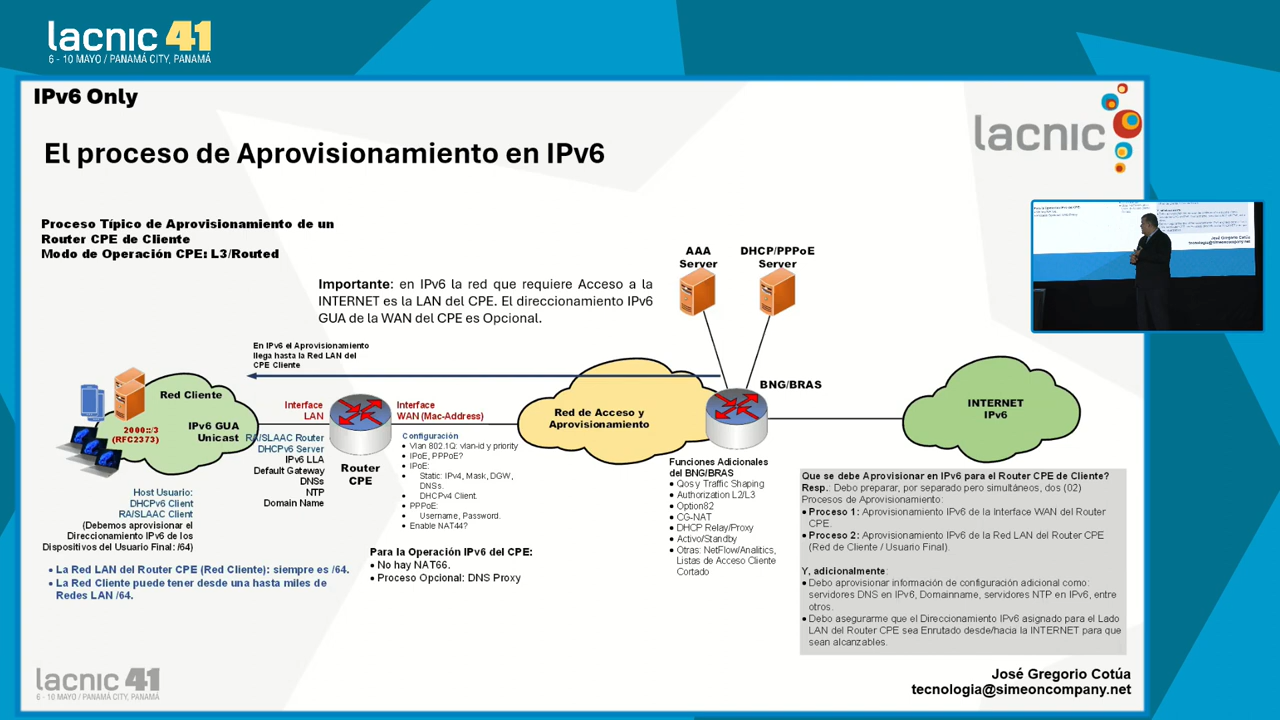 lacnic 41
6 - 10 MAYO / PANAMÁ CITY, PANAMÁ
IPv6 Only
lacnic
El proceso de Aprovisionamiento en IPv6
Proceso Típico de Aprovisionamiento de un
Router CPE de Cliente
Modo de Operación CPE: L3/Routed
Importante: en IPv6 la red que requiere Acceso a la
INTERNET es la LAN del CPE. El direccionamiento IPv6
GUA de la WAN del CPE es Opcional.
AAA
Server
DHCP/PPPoE
Server
En IPv6 el Aprovisionamiento
llega hasta la Red LAN del
CPE Cliente
Red Cliente
2000::/3
(RFC2373)
IPv6 GUA
Unicast
Interface
LAN
Interface
WAN (Mac-Address)
Router
CPE
RA/SLAAC Router
DHCPv6 Server
IPv6 LLA
Default Gateway
DNSs
NTP
Domain Name
Configuración
• Vlan 802.1Q: vlan-id y priority
• IPoE, PPPoE?
• IPoE:
• Static: IPv4, Mask, DGW,
DNSs.
• DHCPv4 Client.
• PPPoE:
• Username, Password.
• Enable NAT44?
Red de Acceso y
Aprovisionamiento
BNG/BRAS
INTERNET
IPv6
Funciones Adicionales
del BNG/BRAS
• Qos y Traffic Shaping
• Authorization L2/L3
• Option82
• CG-NAT
• DHCP Relay/Proxy
• Activo/Standby
• Otras: NetFlow/Analitics,
Listas de Acceso Cliente
Cortado
Host Usuario:
DHCPv6 Client
RA/SLAAC Client
(Debemos aprovisionar el
Direccionamiento IPv6 de los
Dispositivos del Usuario Final: /64)
• La Red LAN del Router CPE (Red Cliente): siempre es /64.
• La Red Cliente puede tener desde una hasta miles de
Redes LAN /64.
Para la Operación IPv6 del CPE:
• No hay NAT66.
• Proceso Opcional: DNS Proxy
Que se debe Aprovisionar en IPv6 para el Router CPE de Cliente?
Resp.: Debo preparar, por separado pero simultáneos, dos (02)
Procesos de Aprovisionamiento:
• Proceso 1: Aprovisionamiento IPv6 de la Interface WAN del Router
CPE.
• Proceso 2: Aprovisionamiento IPv6 de la Red LAN del Router CPE
(Red de Cliente / Usuario Final).
Y, adicionalmente:
• Debo aprovisionar información de configuración adicional como:
servidores DNS en IPv6, Domainname, servidores NTP en IPv6, entre
otros.
• Debo asegurarme que el Direccionamiento IPv6 asignado para el Lado
LAN del Router CPE sea Enrutado desde/hacia la INTERNET para que
sean alcanzables.
José Gregorio Cotúa
tecnologia@simeoncompany.net
lacnic 41
6 - 10 MAYO / PANAMÁ CITY, PANAMÁ
José Gregorio Cotúa
tecnologia@simeoncompany.net